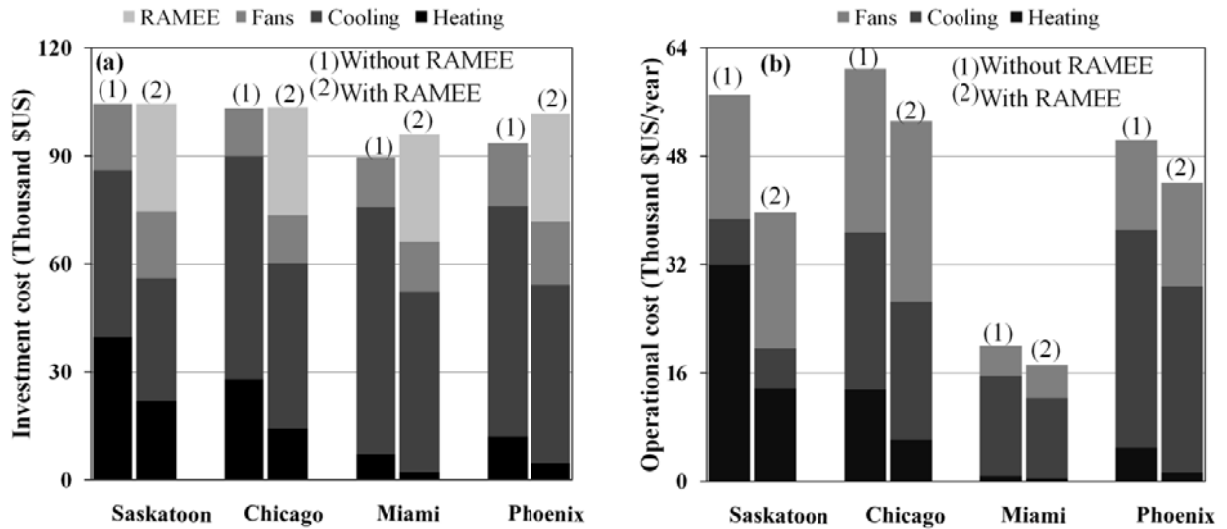 RAMEE Fans Cooling Heating
120
(a)
(1)Without RAMEE
(2)With RAMEE
(1) (2) (1) (2) (1) (2) (1) (2)
90
60
30
0
Investment cost (Thousand $US)
Saskatoon Chicago Miami Phoenix
Fans Cooling Heating
64
(b)
(1)Without RAMEE
(2)With RAMEE
(1) (2) (1) (2) (1) (2) (1) (2)
48
32
16
0
Operational cost (Thousand $US/year)
Saskatoon Chicago Miami Phoenix